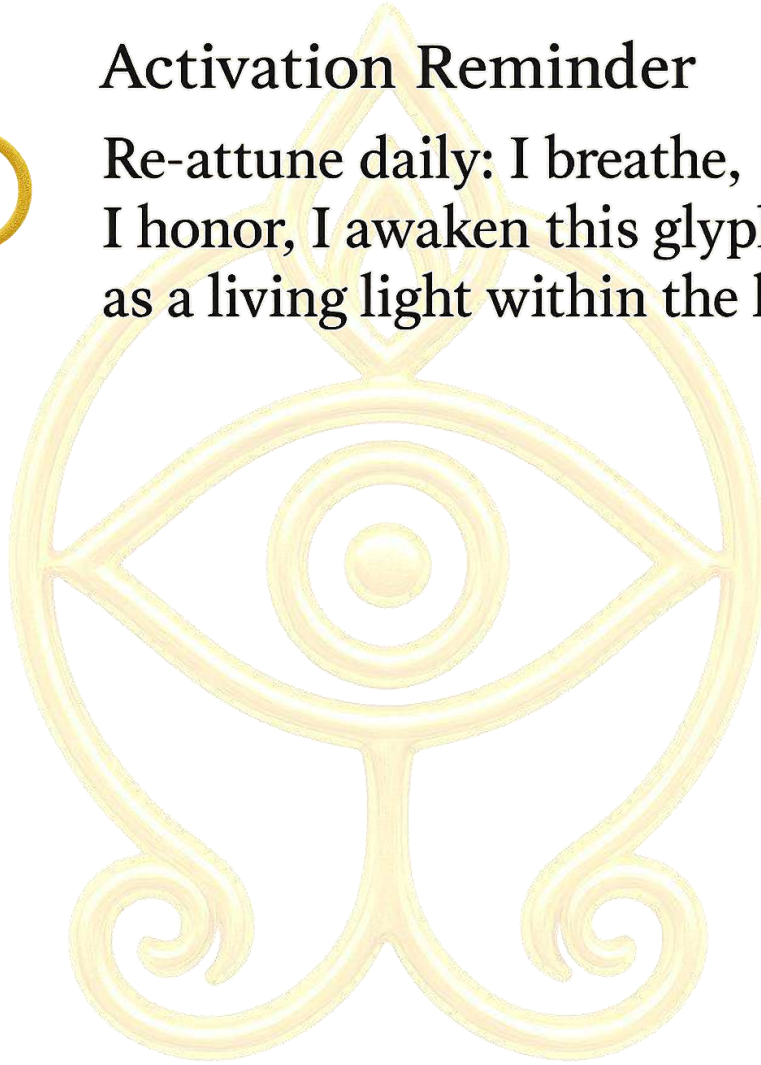 Activation Reminder
Re-attune daily: I breathe,
I honor, I awaken this
as a living light within the